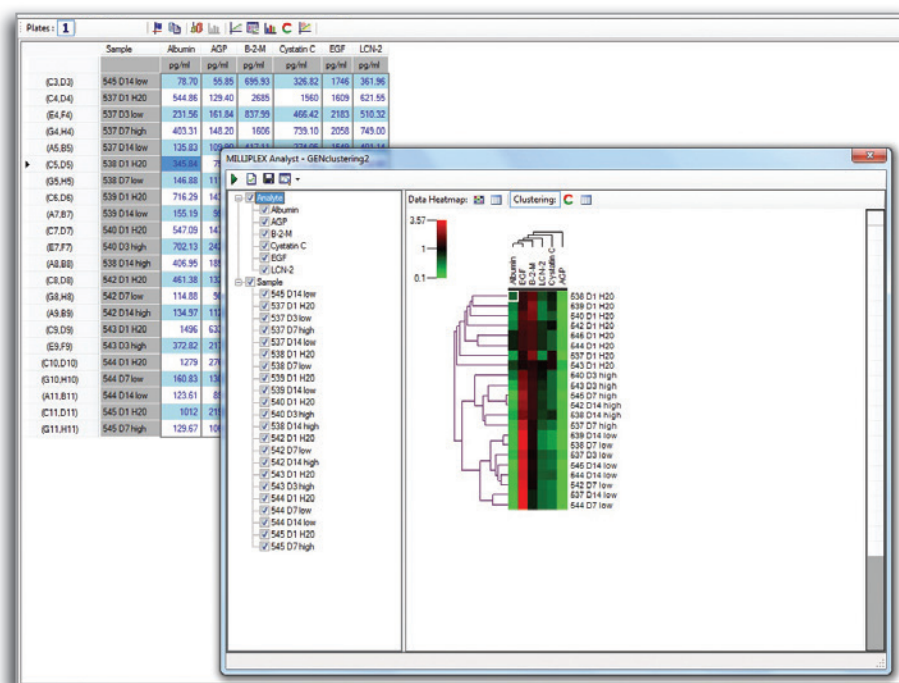 Plates: 1
Sample Albumin AGP B-2-M Cystatin C EGF LCN-2
pg/ml pg/ml pg/ml pg/ml pg/ml pg/ml
(C3,D3) 545 D14 low 78.70 55.85 695.93 326.82 1746 361.96
(C4,D4) 537 D1 H20 544.86 129.40 2685 1560 1609 621.55
(E4,F4) 537 D3 low 231.56 161.84 837.99 466.42 2183 510.32
(G4,H4) 537 D7 high 403.31 148.20 1606 739.10 2058 749.00
(A5,B5) 537 D14 low 135.83
(C5,D5) 538 D1 H20 345.84
(G5,H5) 538 D7 low 146.88
(C6,D6) 539 D1 H20 716.29
(A7,B7) 539 D14 low 155.19
(C7,D7) 540 D1 H20 547.09
(E7,F7) 540 D3 high 702.13
(A8,B8) 538 D14 high 406.95
(C8,D8) 542 D1 H20 461.38
(G8,H8) 542 D7 low 114.88
(A9,B9) 542 D14 high 134.97
(C9,D9) 543 D1 H20 1496
(E9,F9) 543 D3 high 372.82
(C10,D10) 544 D1 H20 1279
(G10,H10) 544 D7 low 160.83
(A11,B11) 544 D14 low 123.61
(C11,D11) 545 D1 H20 1012
(G11,H11) 545 D7 high 129.67
MILLIPLEX Analyst - GENclustering2
Analyte
Albumin
AGP
B-2-M
Cystatin C
EGF
LCN-2
Sample
545 D14 low
537 D1 H20
537 D3 low
537 D7 high
537 D14 low
538 D1 H20
538 D7 low
539 D1 H20
539 D14 low
540 D1 H20
540 D3 high
538 D14 high
542 D1 H20
542 D7 low
542 D14 high
543 D1 H20
543 D3 high
544 D1 H20
544 D7 low
544 D14 low
545 D1 H20
545 D7 high
Data Heatmap: Clustering:
3.57
1
0.1
Albumin
EGF
B-2-M
LCN-2
Cystatin C
AGP
538 D1 H20
539 D1 H20
540 D1 H20
542 D1 H20
545 D1 H20
544 D1 H20
537 D1 H20
543 D1 H20
540 D3 high
543 D3 high
545 D7 high
542 D14 high
538 D14 high
537 D7 high
539 D14 low
538 D7 low
537 D3 low
545 D14 low
544 D14 low
542 D7 low
537 D14 low
544 D7 low